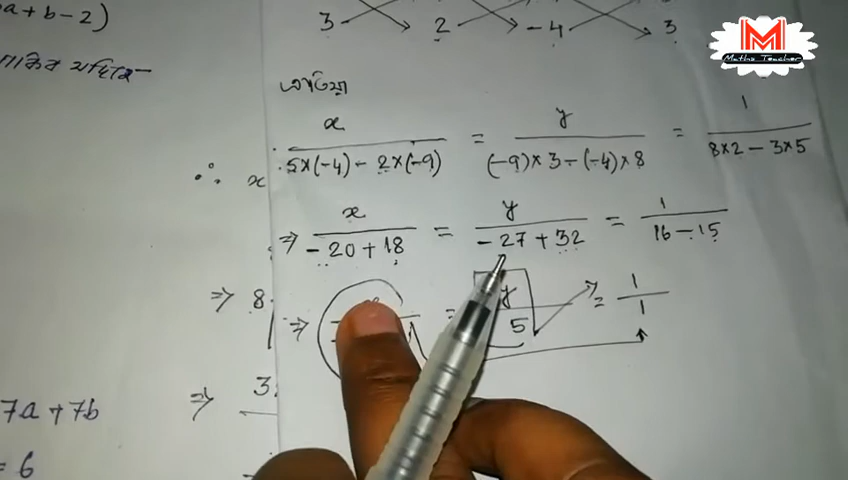 a + b - 2)
M
Maths Teacher
3 2 -4 3
∴ x/(5×(-4) - 2×(-9)) = y/((-9)×3 - (-4)×8) = 1/(8×2 - 3×5)
x
⇒ x/(-20+18) = y/(-27+32) = 1/(16-15)
⇒ 8
⇒ = y/5 = 1/1
7a + 7b ⇒ 3
= 6